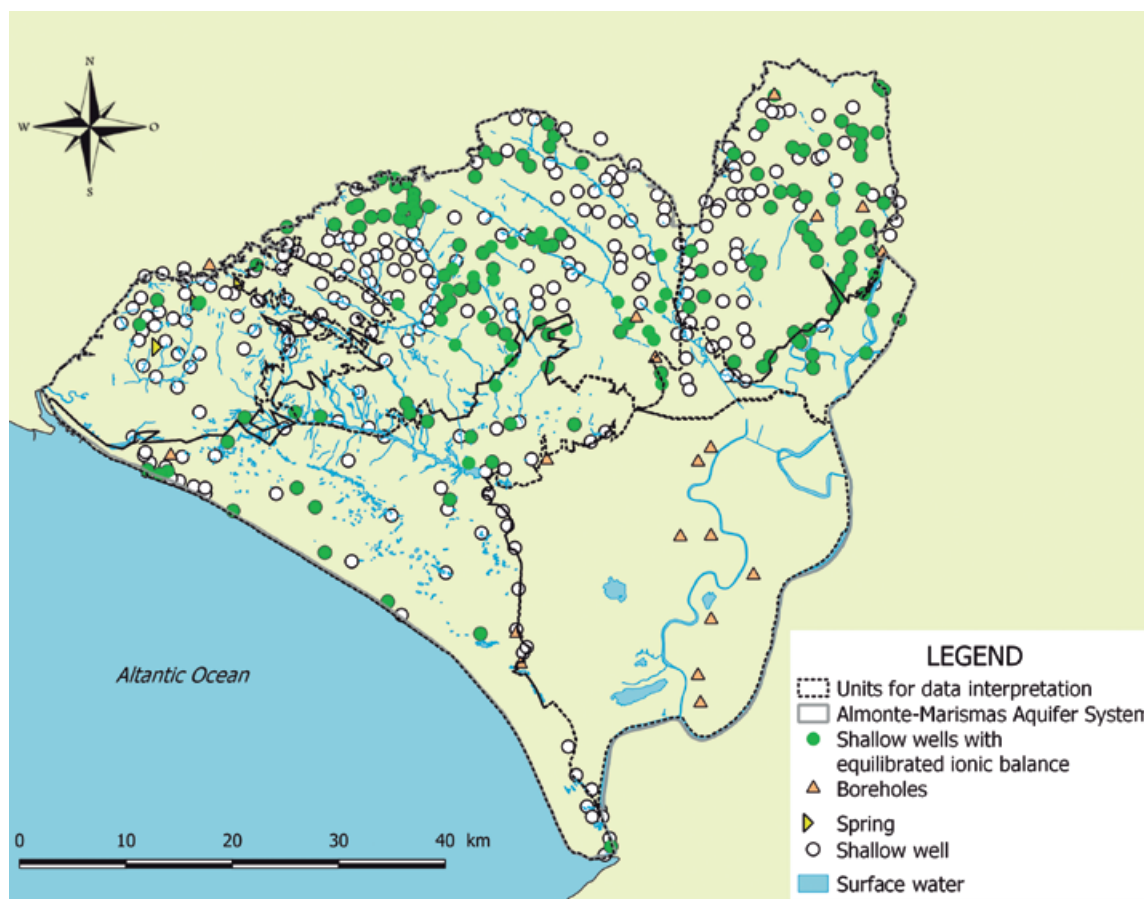 N
W
O
S
Altantic Ocean
0 10 20 30 40 km
LEGEND
Units for data interpretation
Almonte-Marismas Aquifer System
Shallow wells with
equilibrated ionic balance
Boreholes
Spring
Shallow well
Surface water